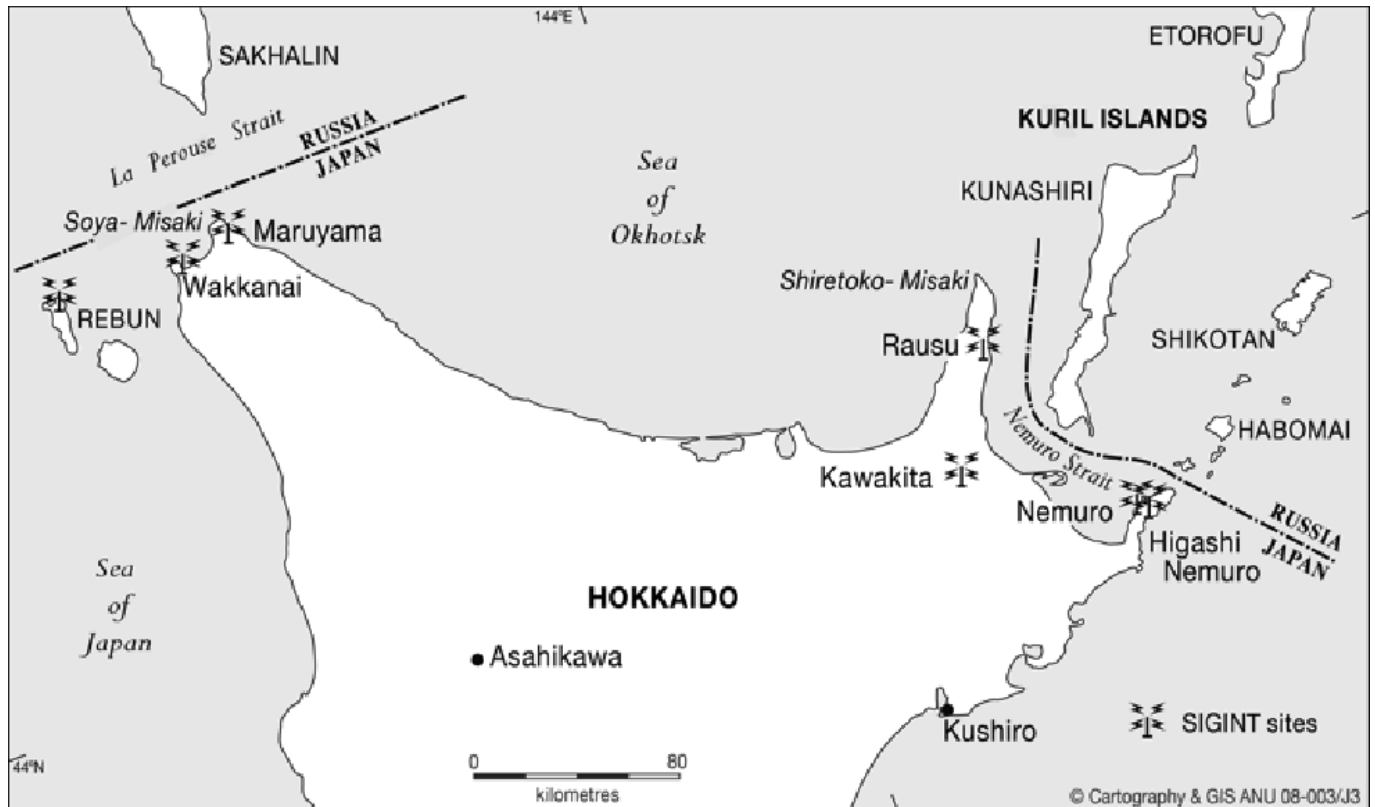 144°E
ETOROFU
SAKHALIN
La Perouse Strait
RUSSIA
JAPAN
KURIL ISLANDS
Sea
of
Okhotsk
KUNASHIRI
Soya- Misaki
Maruyama
Wakkanai
REBUN
Shiretoko- Misaki
Rausu
SHIKOTAN
HABOMAI
Nemuro Strait
Kawakita
Nemuro
RUSSIA
JAPAN
Higashi
Nemuro
Sea
of
Japan
HOKKAIDO
Asahikawa
Kushiro
SIGINT sites
44°N
0 80
kilometres
© Cartography & GIS ANU 08-003/J3